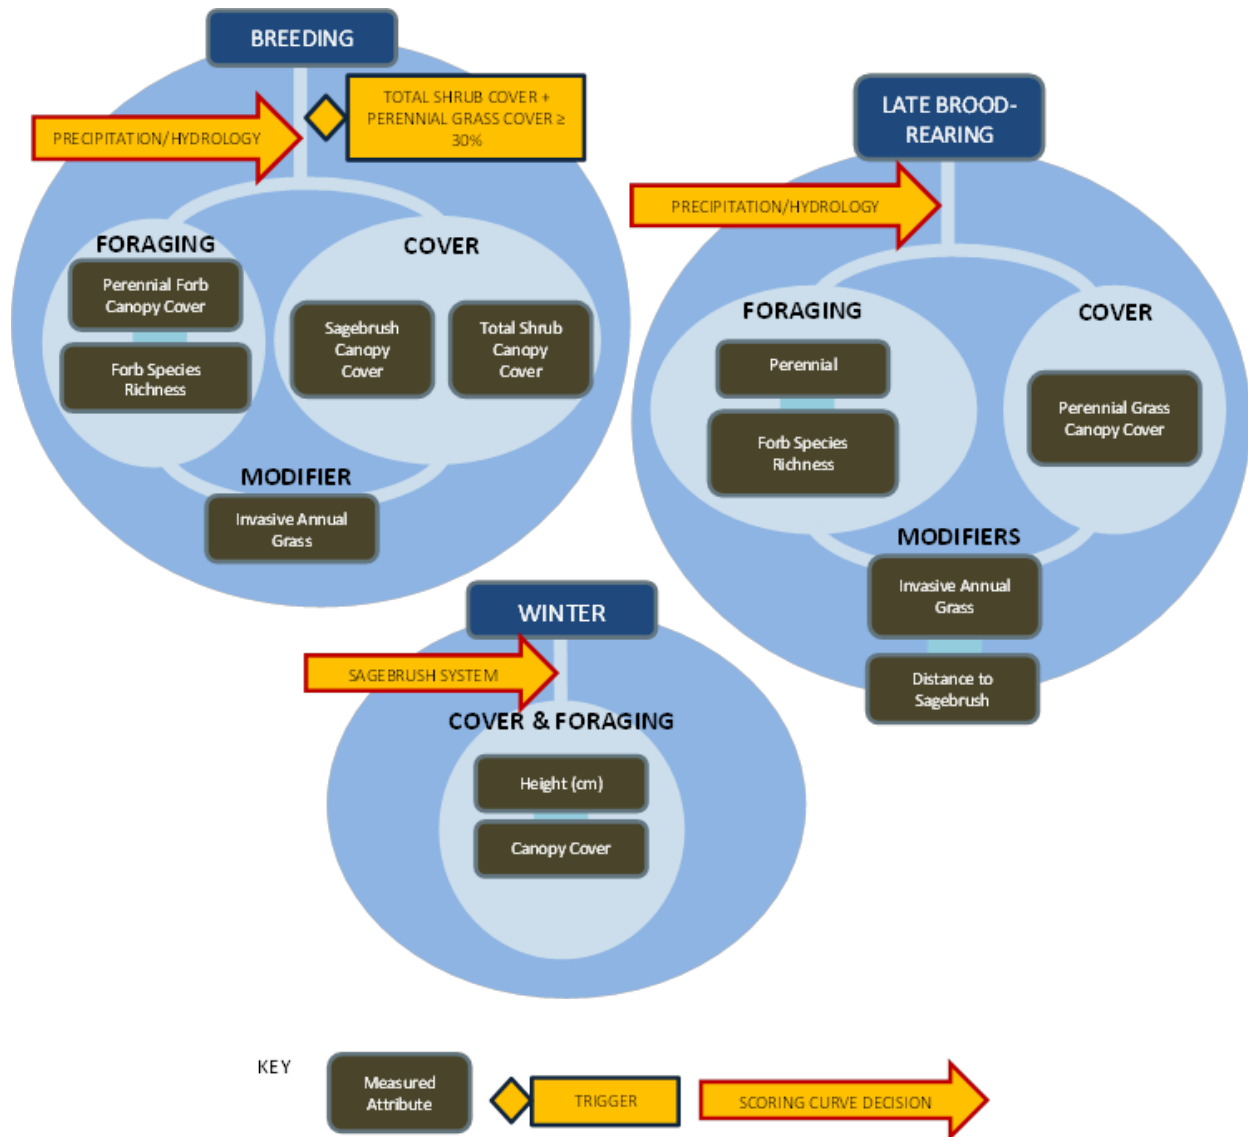 BREEDING
TOTAL SHRUB COVER +
PERENNIAL GRASS COVER ≥
30%
PRECIPITATION/HYDROLOGY
FORAGING
Perennial Forb
Canopy Cover
Forb Species
Richness
COVER
Sagebrush
Canopy
Cover
Total Shrub
Canopy
Cover
MODIFIER
Invasive Annual
Grass
LATE BROOD-
REARING
PRECIPITATION/HYDROLOGY
FORAGING
Perennial
Forb Species
Richness
COVER
Perennial Grass
Canopy Cover
MODIFIERS
Invasive Annual
Grass
Distance to
Sagebrush
WINTER
SAGEBRUSH SYSTEM
COVER & FORAGING
Height (cm)
Canopy Cover
KEY
Measured
Attribute
TRIGGER
SCORING CURVE DECISION